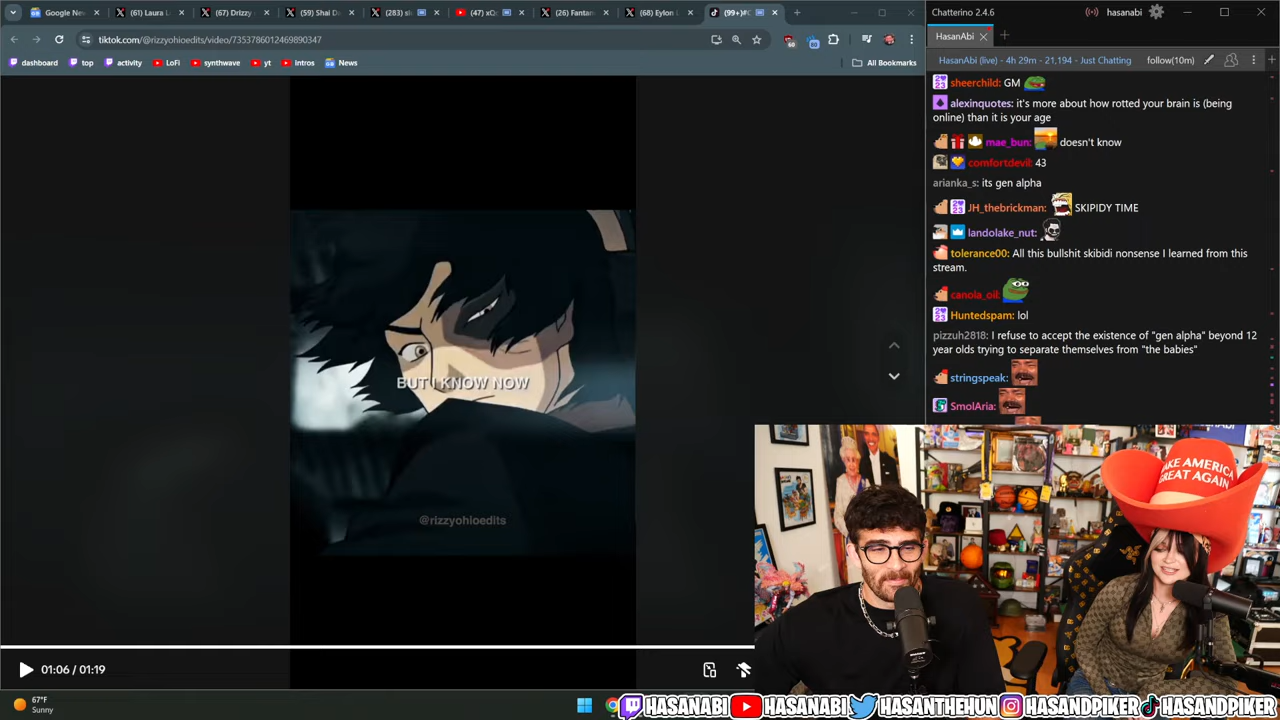 Google Ne
(61) Laura L
(67) Drizzy
(59) Shai D
(283) sl
(47) xQc
(26) Fantan
(68) Eylon L
(99+)#C
tiktok.com/@rizzyohioedits/video/7353786012469890347
dashboard
top
activity
LoFi
synthwave
yt
intros
News
All Bookmarks
BUT I KNOW NOW
@rizzyohioedits
01:06 / 01:19
67°F
Sunny
Chatterino 2.4.6
hasanabi
HasanAbi
HasanAbi (live) - 4h 29m - 21,194 - Just Chatting
follow(10m)
sheerchild: GM
alexinquotes: it's more about how rotted your brain is (being
online) than it is your age
mae_bun: doesn't know
comfortdevil: 43
arianka_s: its gen alpha
JH_thebrickman: SKIPIDY TIME
landolake_nut:
tolerance00: All this bullshit skibidi nonsense I learned from this
stream.
canola_oil:
Huntedspam: lol
pizzuh2818: I refuse to accept the existence of "gen alpha" beyond 12
year olds trying to separate themselves from "the babies"
stringspeak:
SmolAria:
MAKE AMERICA
GREAT AGAIN
HASANABI
HASANABI
HASANTHEHUN
HASANDPIKER
HASANDPIKER